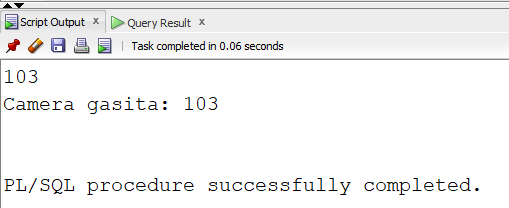 Script Output x Query Result x
Task completed in 0.06 seconds
103
Camera gasita: 103
PL/SQL procedure successfully completed.